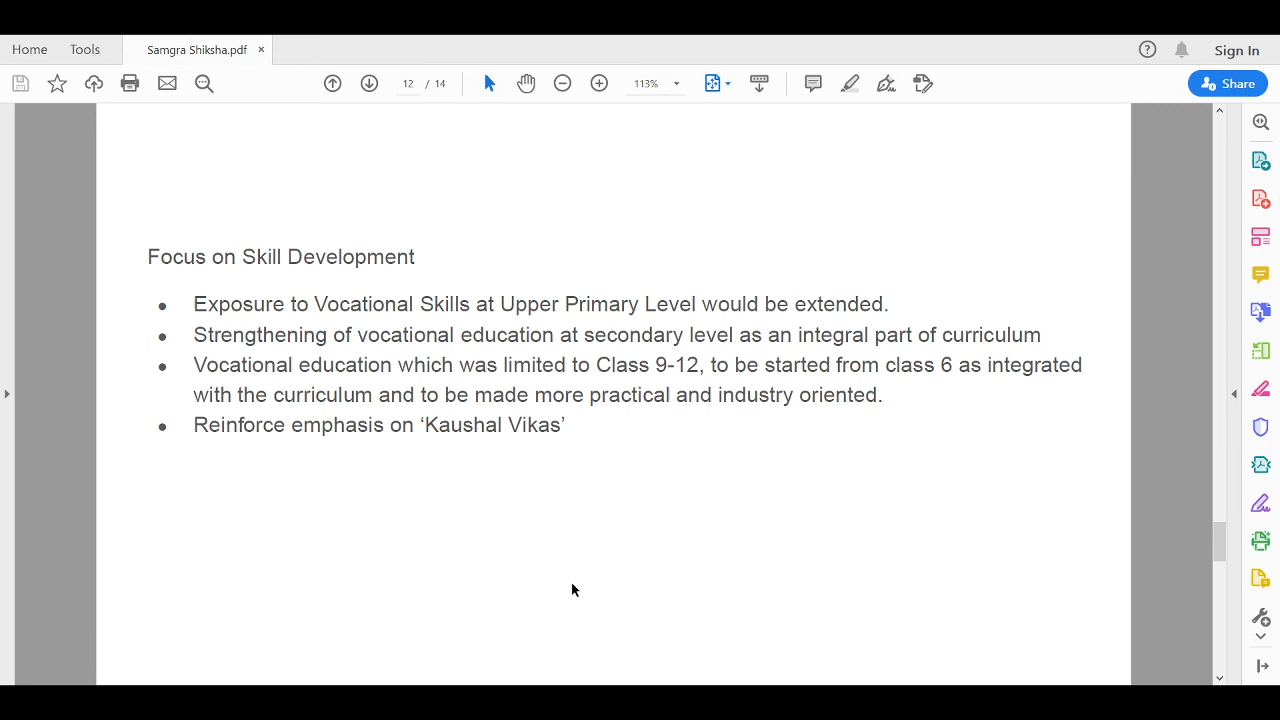 Home Tools Samgra Shiksha.pdf × Sign In
12 / 14 113% Share
Focus on Skill Development
● Exposure to Vocational Skills at Upper Primary Level would be extended.
● Strengthening of vocational education at secondary level as an integral part of curriculum
● Vocational education which was limited to Class 9-12, to be started from class 6 as integrated
with the curriculum and to be made more practical and industry oriented.
● Reinforce emphasis on ‘Kaushal Vikas’